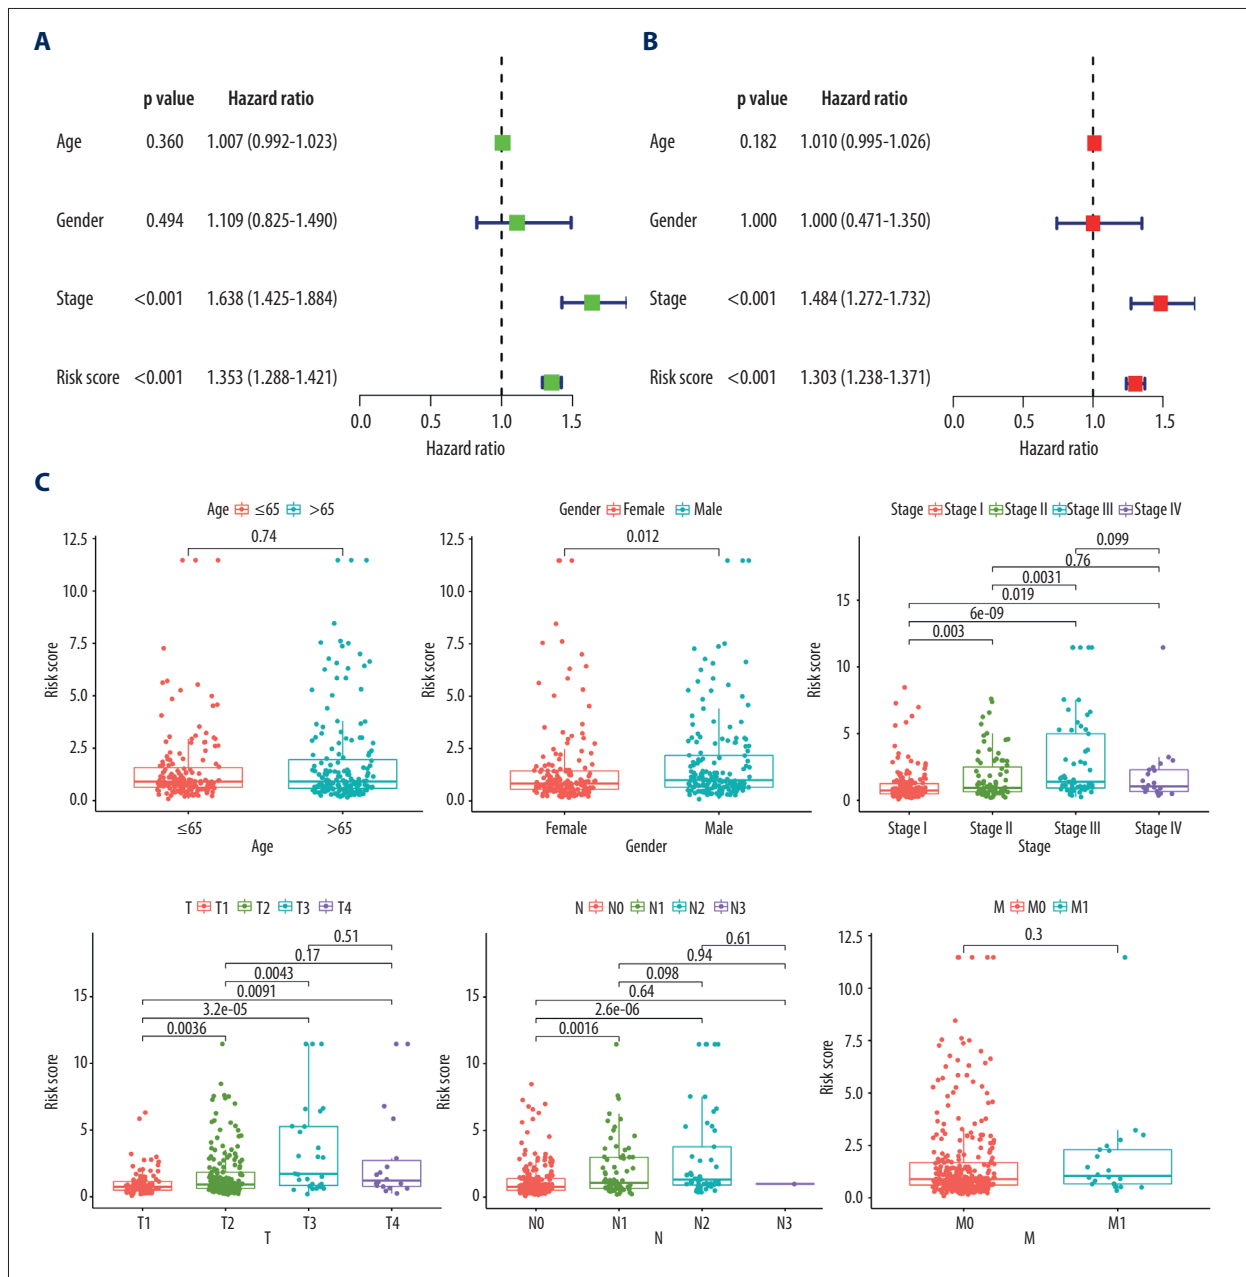 A
p value Hazard ratio
Age 0.360 1.007 (0.992-1.023)
Gender 0.494 1.109 (0.825-1.490)
Stage <0.001 1.638 (1.425-1.884)
Risk score <0.001 1.353 (1.288-1.421)
0.0 0.5 1.0 1.5
Hazard ratio
B
p value Hazard ratio
Age 0.182 1.010 (0.995-1.026)
Gender 1.000 1.000 (0.471-1.350)
Stage <0.001 1.484 (1.272-1.732)
Risk score <0.001 1.303 (1.238-1.371)
0.0 0.5 1.0 1.5
Hazard ratio
C
Age ≤65 >65
0.74
12.5
10.0
7.5
5.0
2.5
0.0
Risk score
≤65 >65
Age
Gender Female Male
0.012
12.5
10.0
7.5
5.0
2.5
0.0
Risk score
Female Male
Gender
Stage Stage I Stage II Stage III Stage IV
0.099
0.76
0.0031
0.019
6e-09
0.003
15
10
5
0
Risk score
Stage I Stage II Stage III Stage IV
Stage
T T1 T2 T3 T4
0.51
0.17
0.0043
0.0091
3.2e-05
0.0036
15
10
5
0
Risk score
T1 T2 T3 T4
T
N N0 N1 N2 N3
0.61
0.94
0.098
0.64
2.6e-06
0.0016
15
10
5
0
Risk score
N0 N1 N2 N3
N
M M0 M1
0.3
12.5
10.0
7.5
5.0
2.5
0.0
Risk score
M0 M1
M